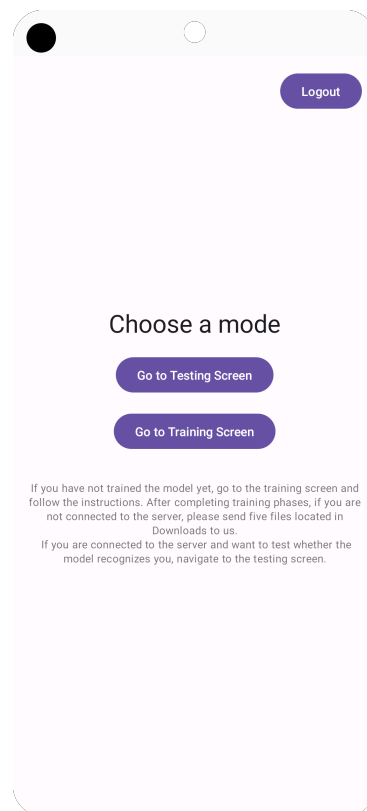 Logout
Choose a mode
Go to Testing Screen
Go to Training Screen
If you have not trained the model yet, go to the training screen and
follow the instructions. After completing training phases, if you are
not connected to the server, please send five files located in
Downloads to us.
If you are connected to the server and want to test whether the
model recognizes you, navigate to the testing screen.